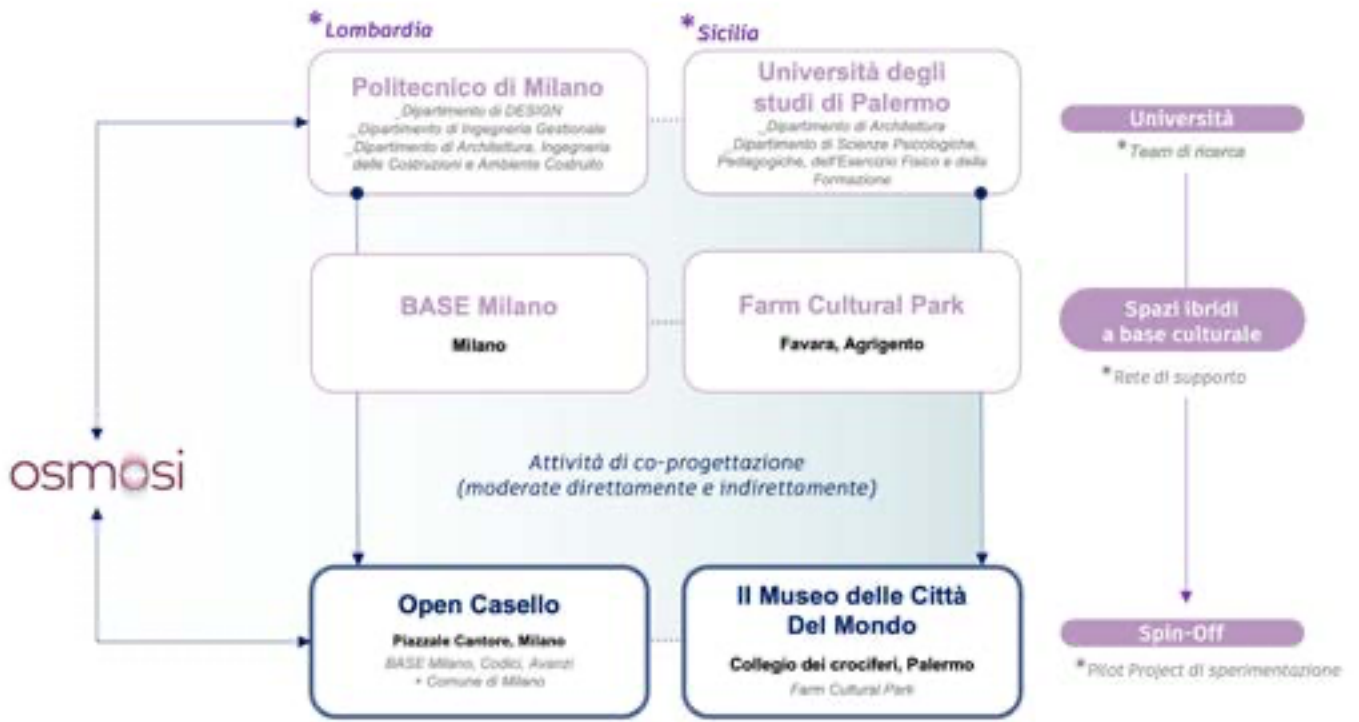 *Lombardia
Politecnico di Milano
_Dipartimento di DESIGN
_Dipartimento di Ingegneria Gestionale
_Dipartimento di Architettura, Ingegneria
delle Costruzioni e Ambiente Costruito
*Sicilia
Università degli
studi di Palermo
_Dipartimento di Architettura
_Dipartimento di Scienze Psicologiche,
Pedagogiche, dell'Esercizio Fisico e della
Formazione
Università
*Team di ricerca
BASE Milano
Milano
Farm Cultural Park
Favara, Agrigento
Spazi ibridi
a base culturale
*Rete di supporto
osmosi
Attività di co-progettazione
(moderate direttamente e indirettamente)
Open Casello
Piazzale Cantore, Milano
BASE Milano, Codici, Avanzi
+ Comune di Milano
Il Museo delle Città
Del Mondo
Collegio dei crociferi, Palermo
Farm Cultural Park
Spin-Off
*Pilot Project di sperimentazione